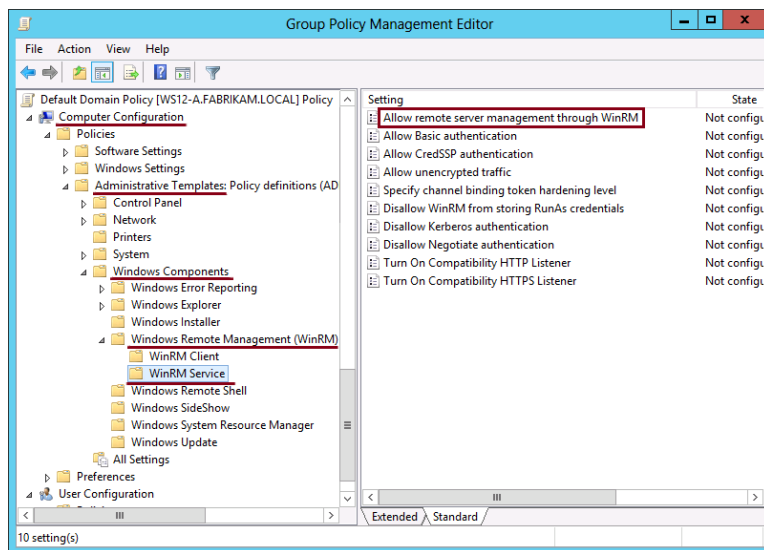 Group Policy Management Editor
File Action View Help
Default Domain Policy [WS12-A.FABRIKAM.LOCAL] Policy
Computer Configuration
Policies
Software Settings
Windows Settings
Administrative Templates: Policy definitions (AD
Control Panel
Network
Printers
System
Windows Components
Windows Error Reporting
Windows Explorer
Windows Installer
Windows Remote Management (WinRM)
WinRM Client
WinRM Service
Windows Remote Shell
Windows SideShow
Windows System Resource Manager
Windows Update
All Settings
Preferences
User Configuration
Setting State
Allow remote server management through WinRM Not configu
Allow Basic authentication Not configu
Allow CredSSP authentication Not configu
Allow unencrypted traffic Not configu
Specify channel binding token hardening level Not configu
Disallow WinRM from storing RunAs credentials Not configu
Disallow Kerberos authentication Not configu
Disallow Negotiate authentication Not configu
Turn On Compatibility HTTP Listener Not configu
Turn On Compatibility HTTPS Listener Not configu
Extended Standard
10 setting(s)